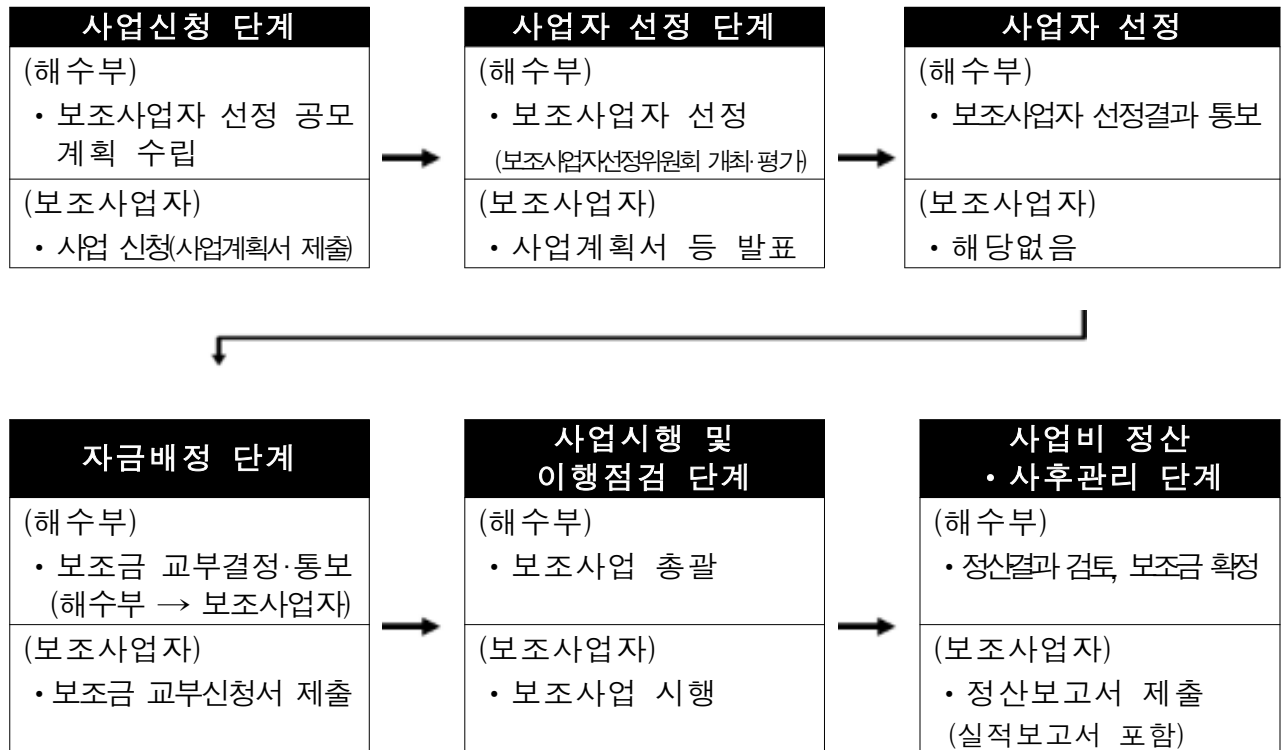 사업신청 단계
(해수부)
· 보조사업자 선정 공모
계획 수립
(보조사업자)
· 사업 신청(사업계획서 제출)
사업자 선정 단계
(해수부)
· 보조사업자 선정
(보조사업자선정위원회 개최·평가)
(보조사업자)
· 사업계획서 등 발표
사업자 선정
(해수부)
· 보조사업자 선정결과 통보
(보조사업자)
· 해당없음
자금배정 단계
(해수부)
· 보조금 교부결정·통보
(해수부 → 보조사업자)
(보조사업자)
· 보조금 교부신청서 제출
사업시행 및
이행점검 단계
(해수부)
· 보조사업 총괄
(보조사업자)
· 보조사업 시행
사업비 정산
· 사후관리 단계
(해수부)
· 정산결과 검토, 보조금 확정
(보조사업자)
· 정산보고서 제출
(실적보고서 포함)